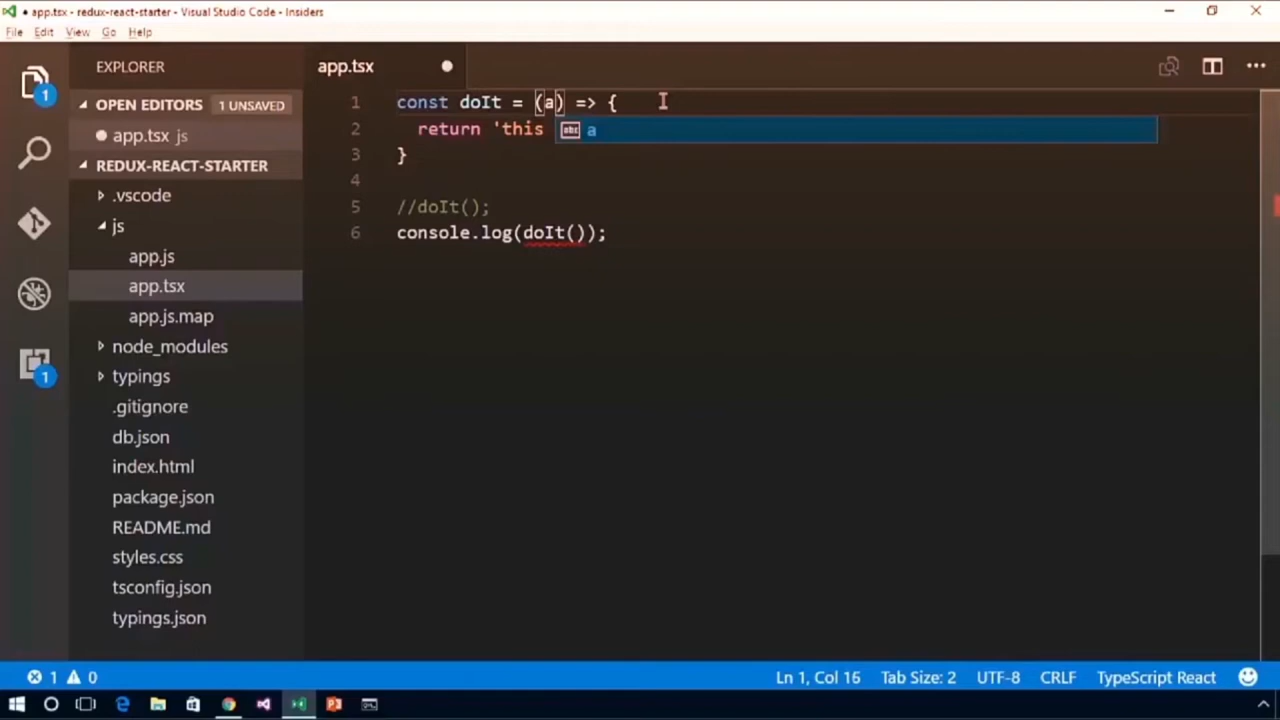 ● app.tsx - redux-react-starter - Visual Studio Code - Insiders
File Edit View Go Help
EXPLORER
OPEN EDITORS 1 UNSAVED
app.tsx js
REDUX-REACT-STARTER
.vscode
js
app.js
app.tsx
app.js.map
node_modules
typings
.gitignore
db.json
index.html
package.json
README.md
styles.css
tsconfig.json
typings.json
1
1
app.tsx
1 const doIt = (a) => {
2 return 'this
abc a
3 }
4
5 //doIt();
6 console.log(doIt());
1 0 Ln 1, Col 16 Tab Size: 2 UTF-8 CRLF TypeScript React